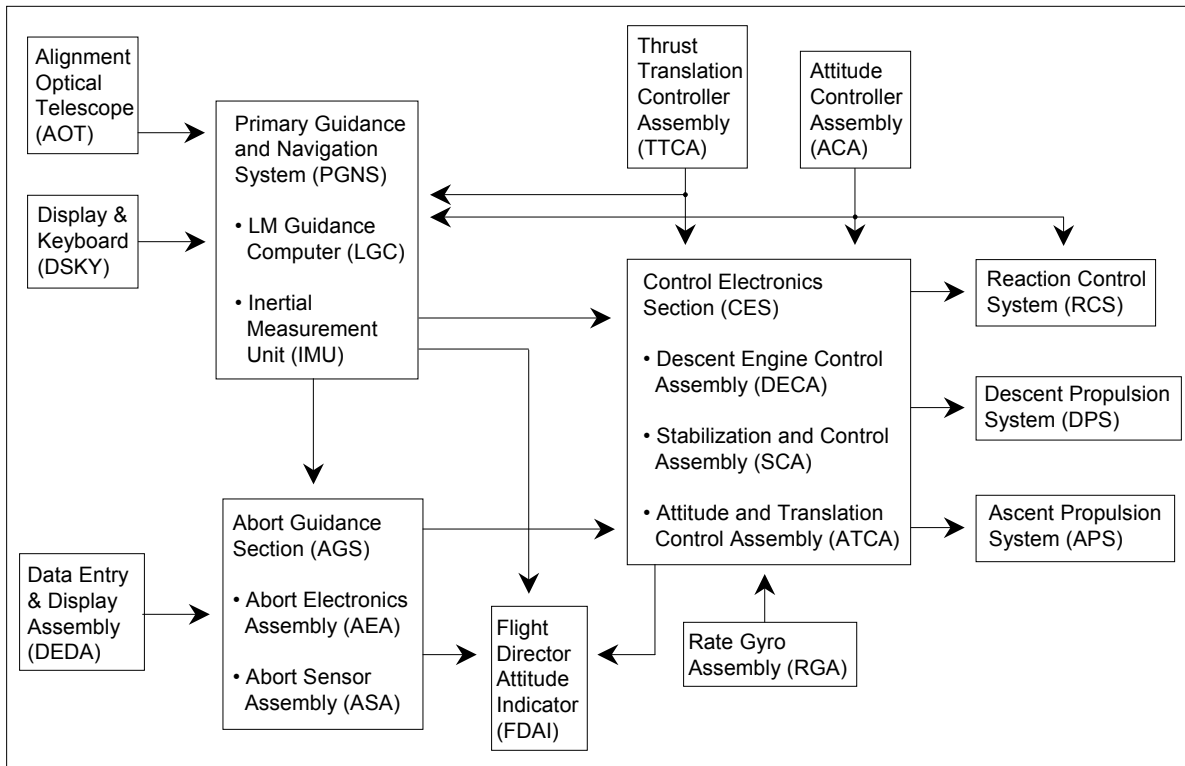 Alignment
Optical
Telescope
(AOT)
Thrust
Translation
Controller
Assembly
(TTCA)
Attitude
Controller
Assembly
(ACA)
Primary Guidance
and Navigation
System (PGNS)
• LM Guidance
Computer (LGC)
• Inertial
Measurement
Unit (IMU)
Display &
Keyboard
(DSKY)
Control Electronics
Section (CES)
• Descent Engine Control
Assembly (DECA)
• Stabilization and Control
Assembly (SCA)
• Attitude and Translation
Control Assembly (ATCA)
Reaction Control
System (RCS)
Descent Propulsion
System (DPS)
Ascent Propulsion
System (APS)
Abort Guidance
Section (AGS)
• Abort Electronics
Assembly (AEA)
• Abort Sensor
Assembly (ASA)
Data Entry
& Display
Assembly
(DEDA)
Flight
Director
Attitude
Indicator
(FDAI)
Rate Gyro
Assembly (RGA)